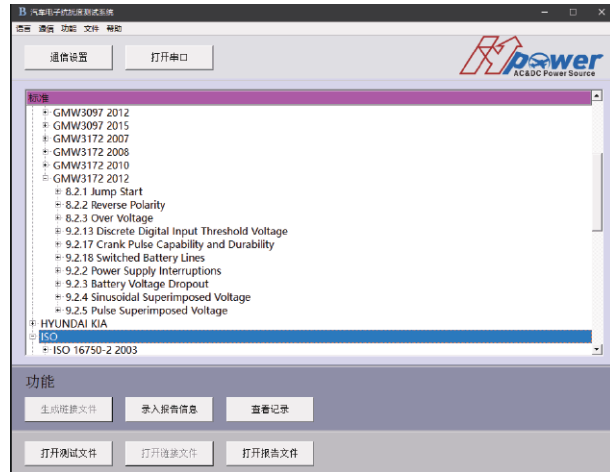 B 汽车电子抗扰度测试系统
语言 通信 功能 文件 帮助
通信设置 打开串口
power
AC&DC Power Source
标准
GMW3097 2012
GMW3097 2015
GMW3172 2007
GMW3172 2008
GMW3172 2010
GMW3172 2012
8.2.1 Jump Start
8.2.2 Reverse Polarity
8.2.3 Over Voltage
9.2.13 Discrete Digital Input Threshold Voltage
9.2.17 Crank Pulse Capability and Durability
9.2.18 Switched Battery Lines
9.2.2 Power Supply Interruptions
9.2.3 Battery Voltage Dropout
9.2.4 Sinusoidal Superimposed Voltage
9.2.5 Pulse Superimposed Voltage
HYUNDAI KIA
ISO
ISO 16750-2 2003
功能
生成链接文件 录入报告信息 查看记录
打开测试文件 打开链接文件 打开报告文件